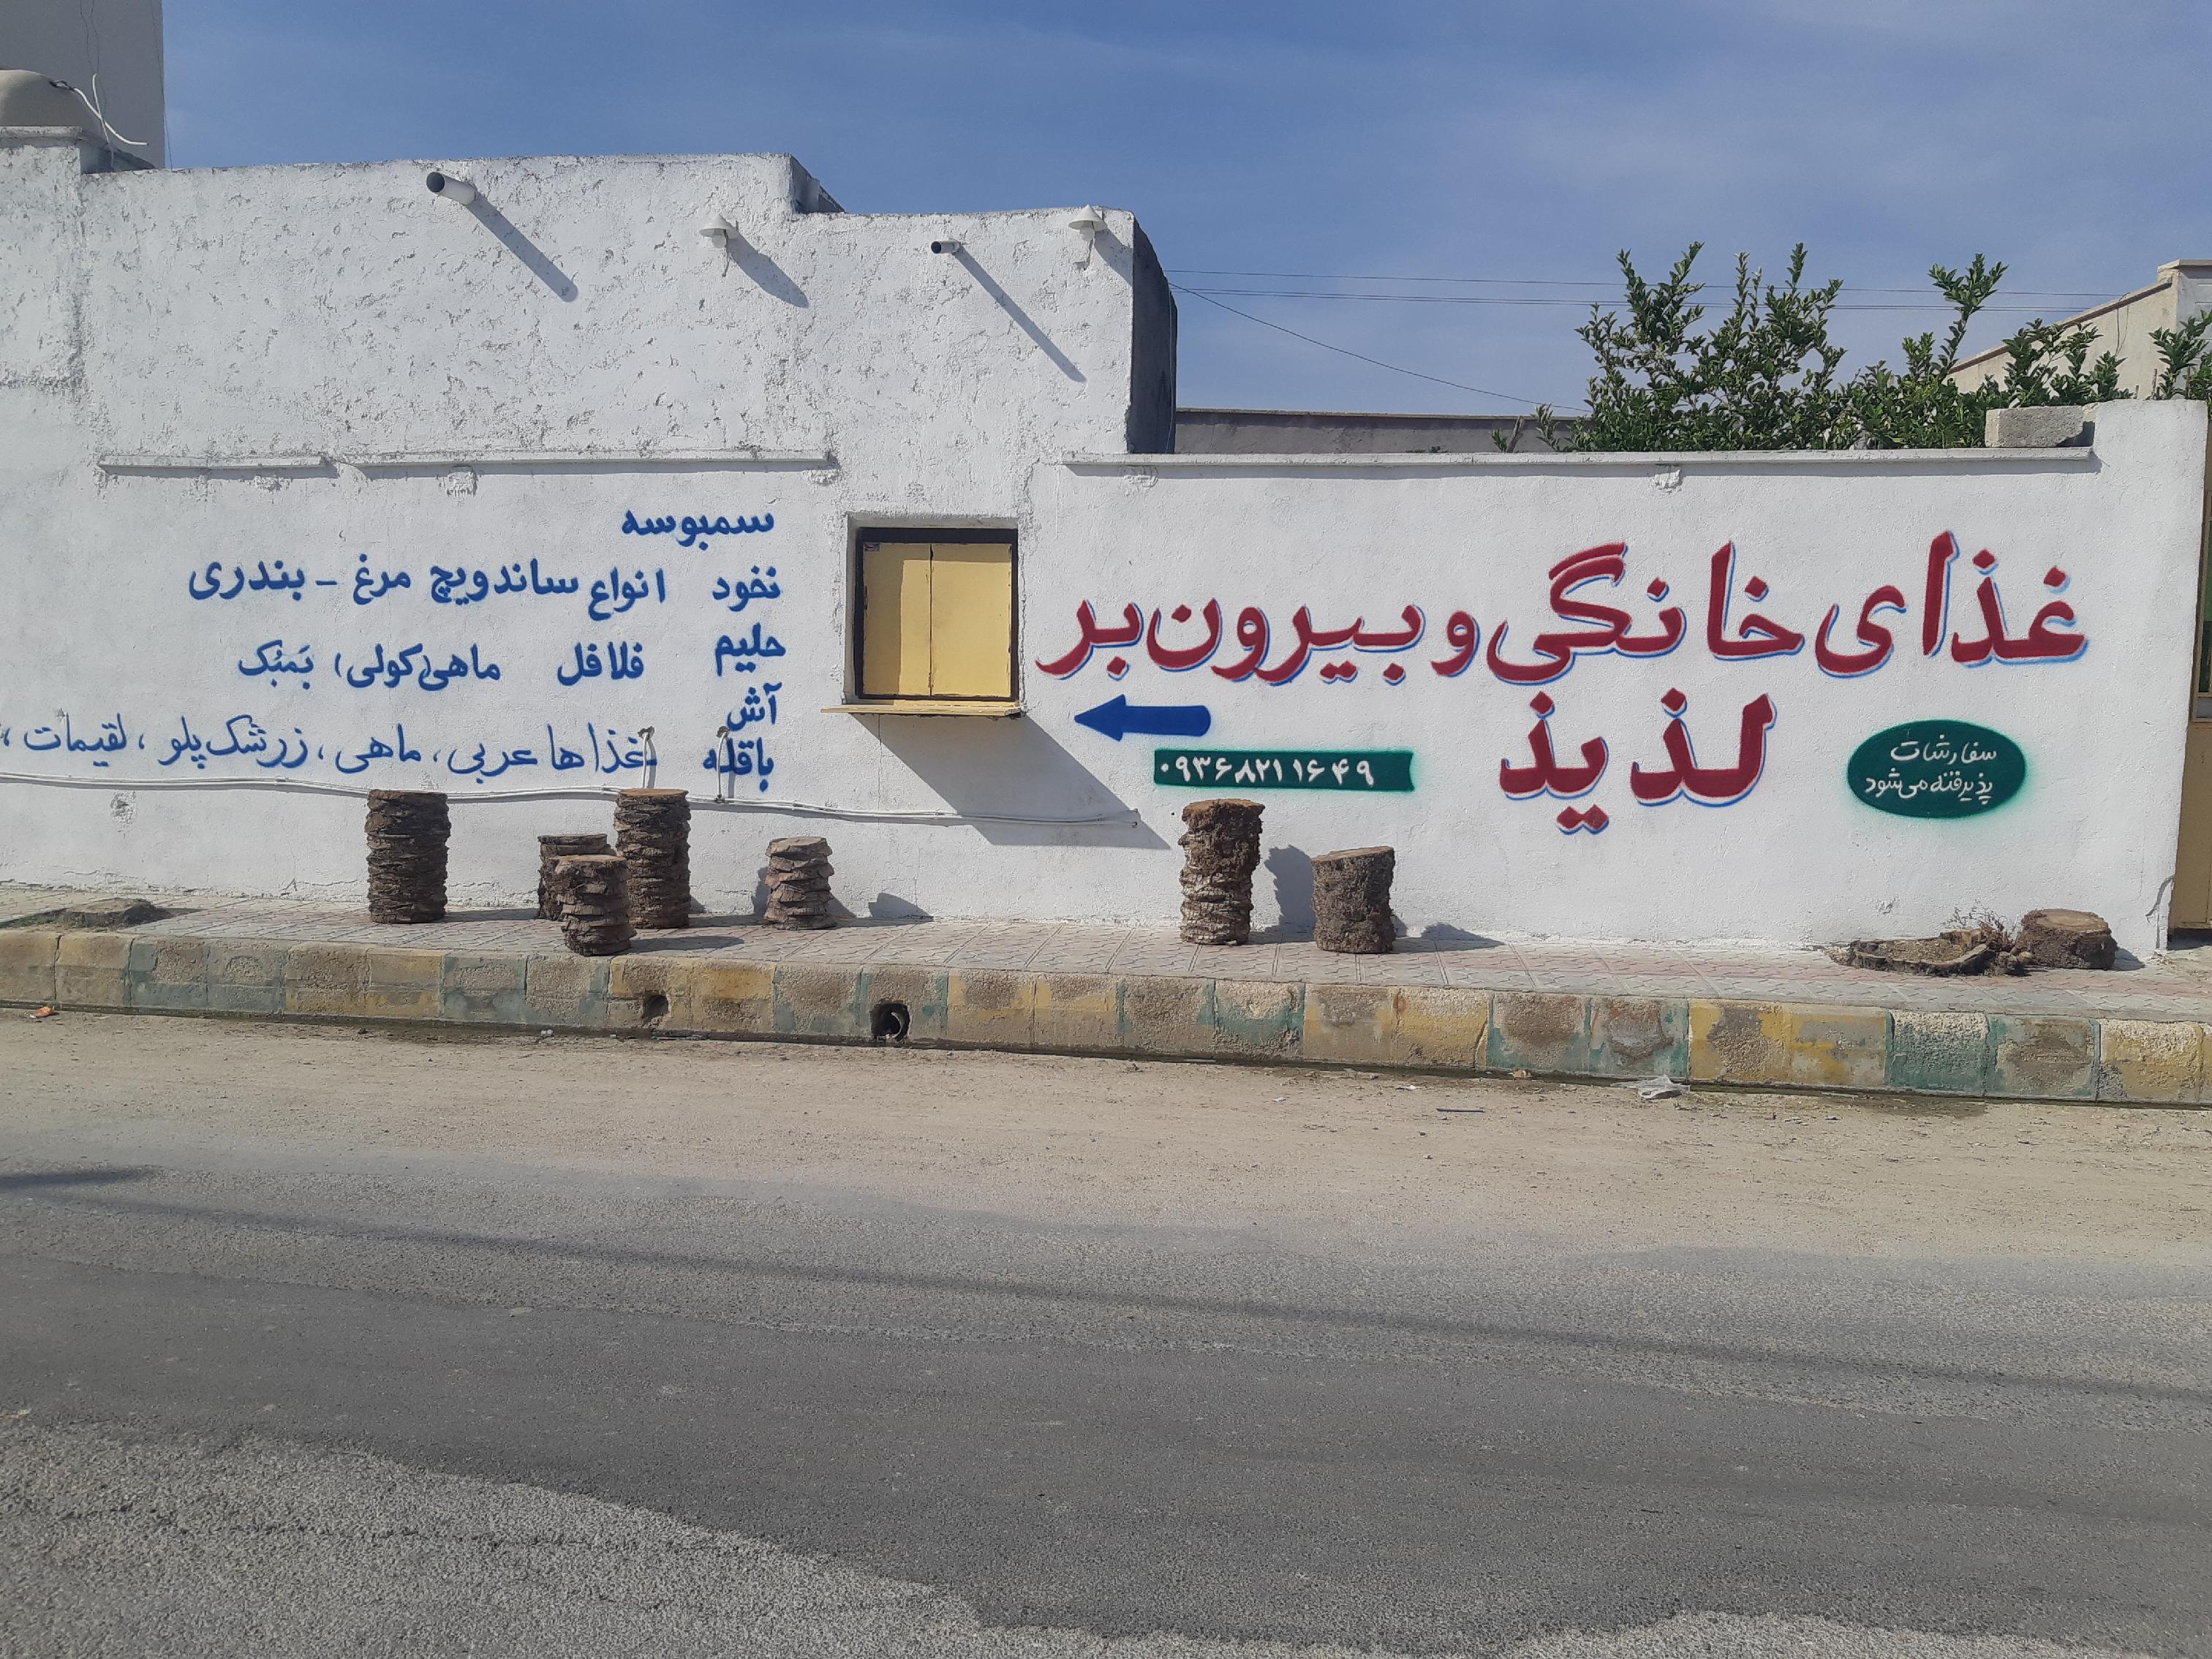 غذای خانگی و بیرون بر
لذیذ
سفارشات
پذیرفته می شود
۰۹۳۶۸۲۱۱۶۴۹
سمبوسه
نخود انواع ساندویچ مرغ - بندری
حلیم فلافل ماهی (کولی) بَمبُک
آش
باقله غذاها عربی، ماهی، زرشک پلو، لقیمات،